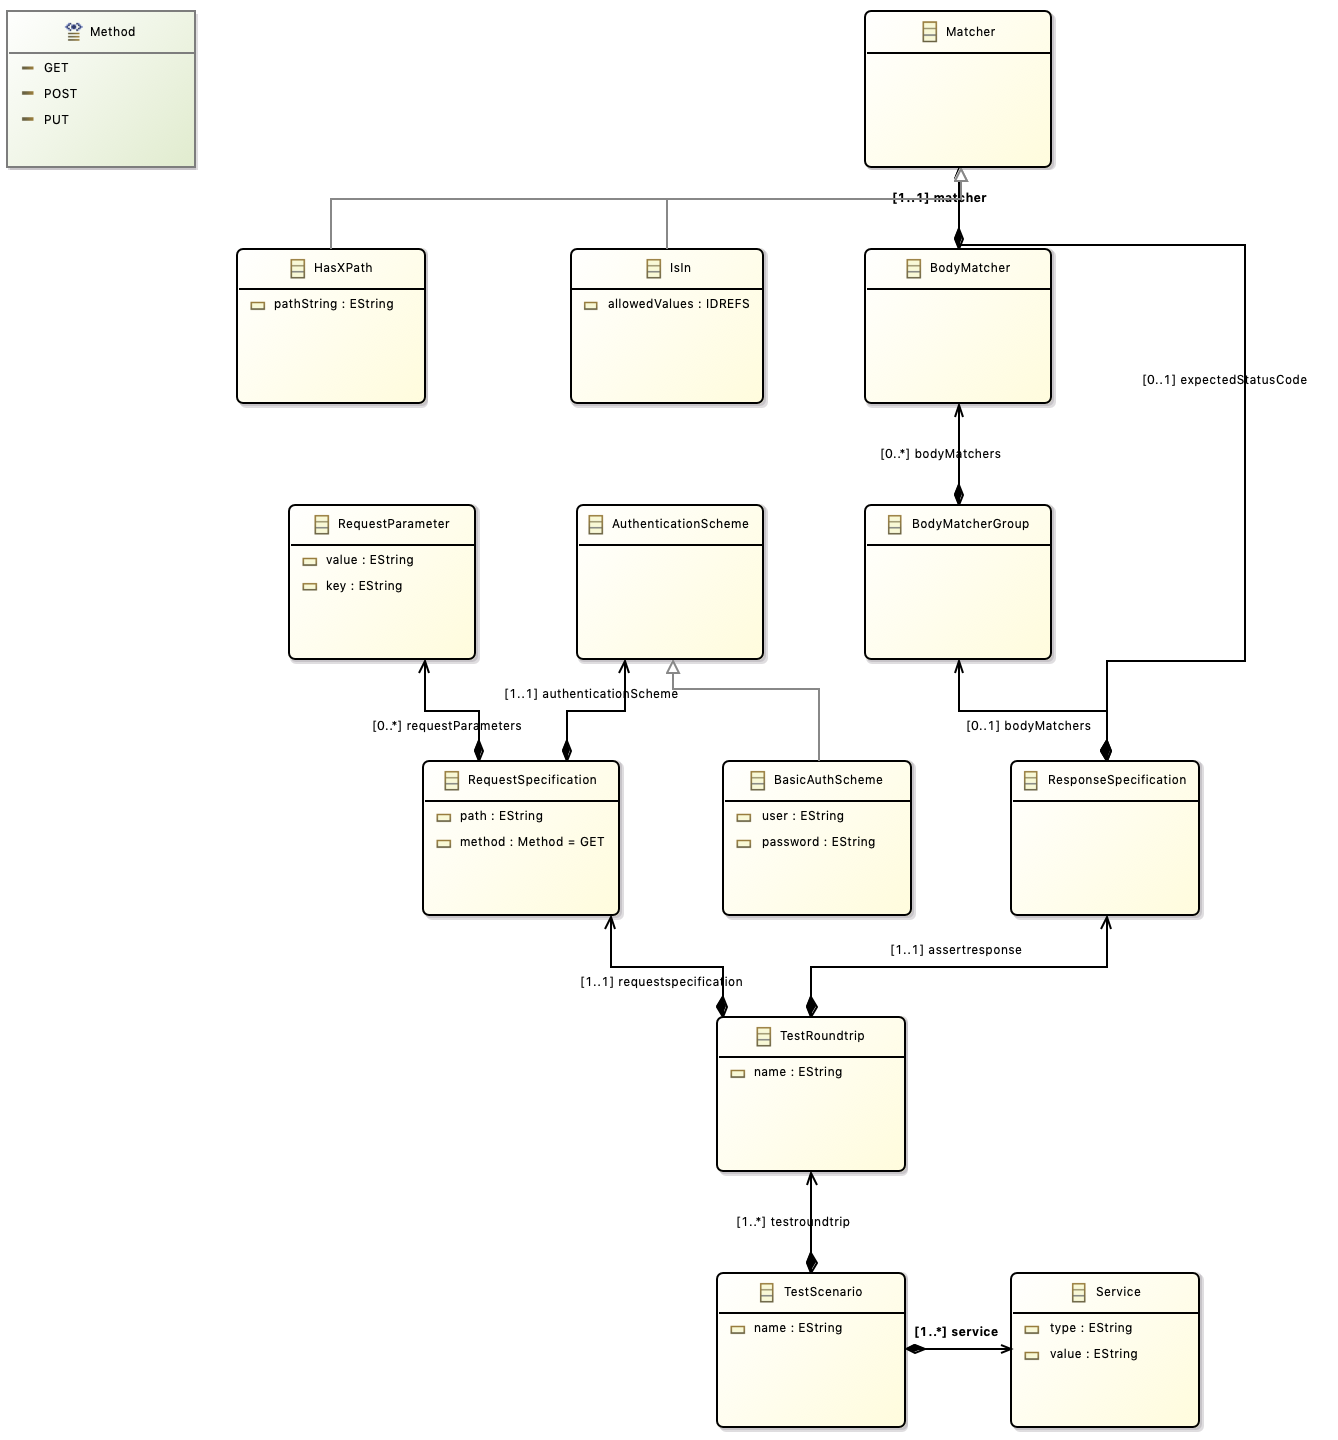 Method
GET
POST
PUT
Matcher
[1..1] matcher
HasXPath
pathString : EString
IsIn
allowedValues : IDREFS
BodyMatcher
[0..1] expectedStatusCode
[0..*] bodyMatchers
RequestParameter
value : EString
key : EString
AuthenticationScheme
BodyMatcherGroup
[1..1] authenticationScheme
[0..*] requestParameters
[0..1] bodyMatchers
RequestSpecification
path : EString
method : Method = GET
BasicAuthScheme
user : EString
password : EString
ResponseSpecification
[1..1] assertresponse
[1..1] requestspecification
TestRoundtrip
name : EString
[1..*] testroundtrip
TestScenario
name : EString
[1..*] service
Service
type : EString
value : EString